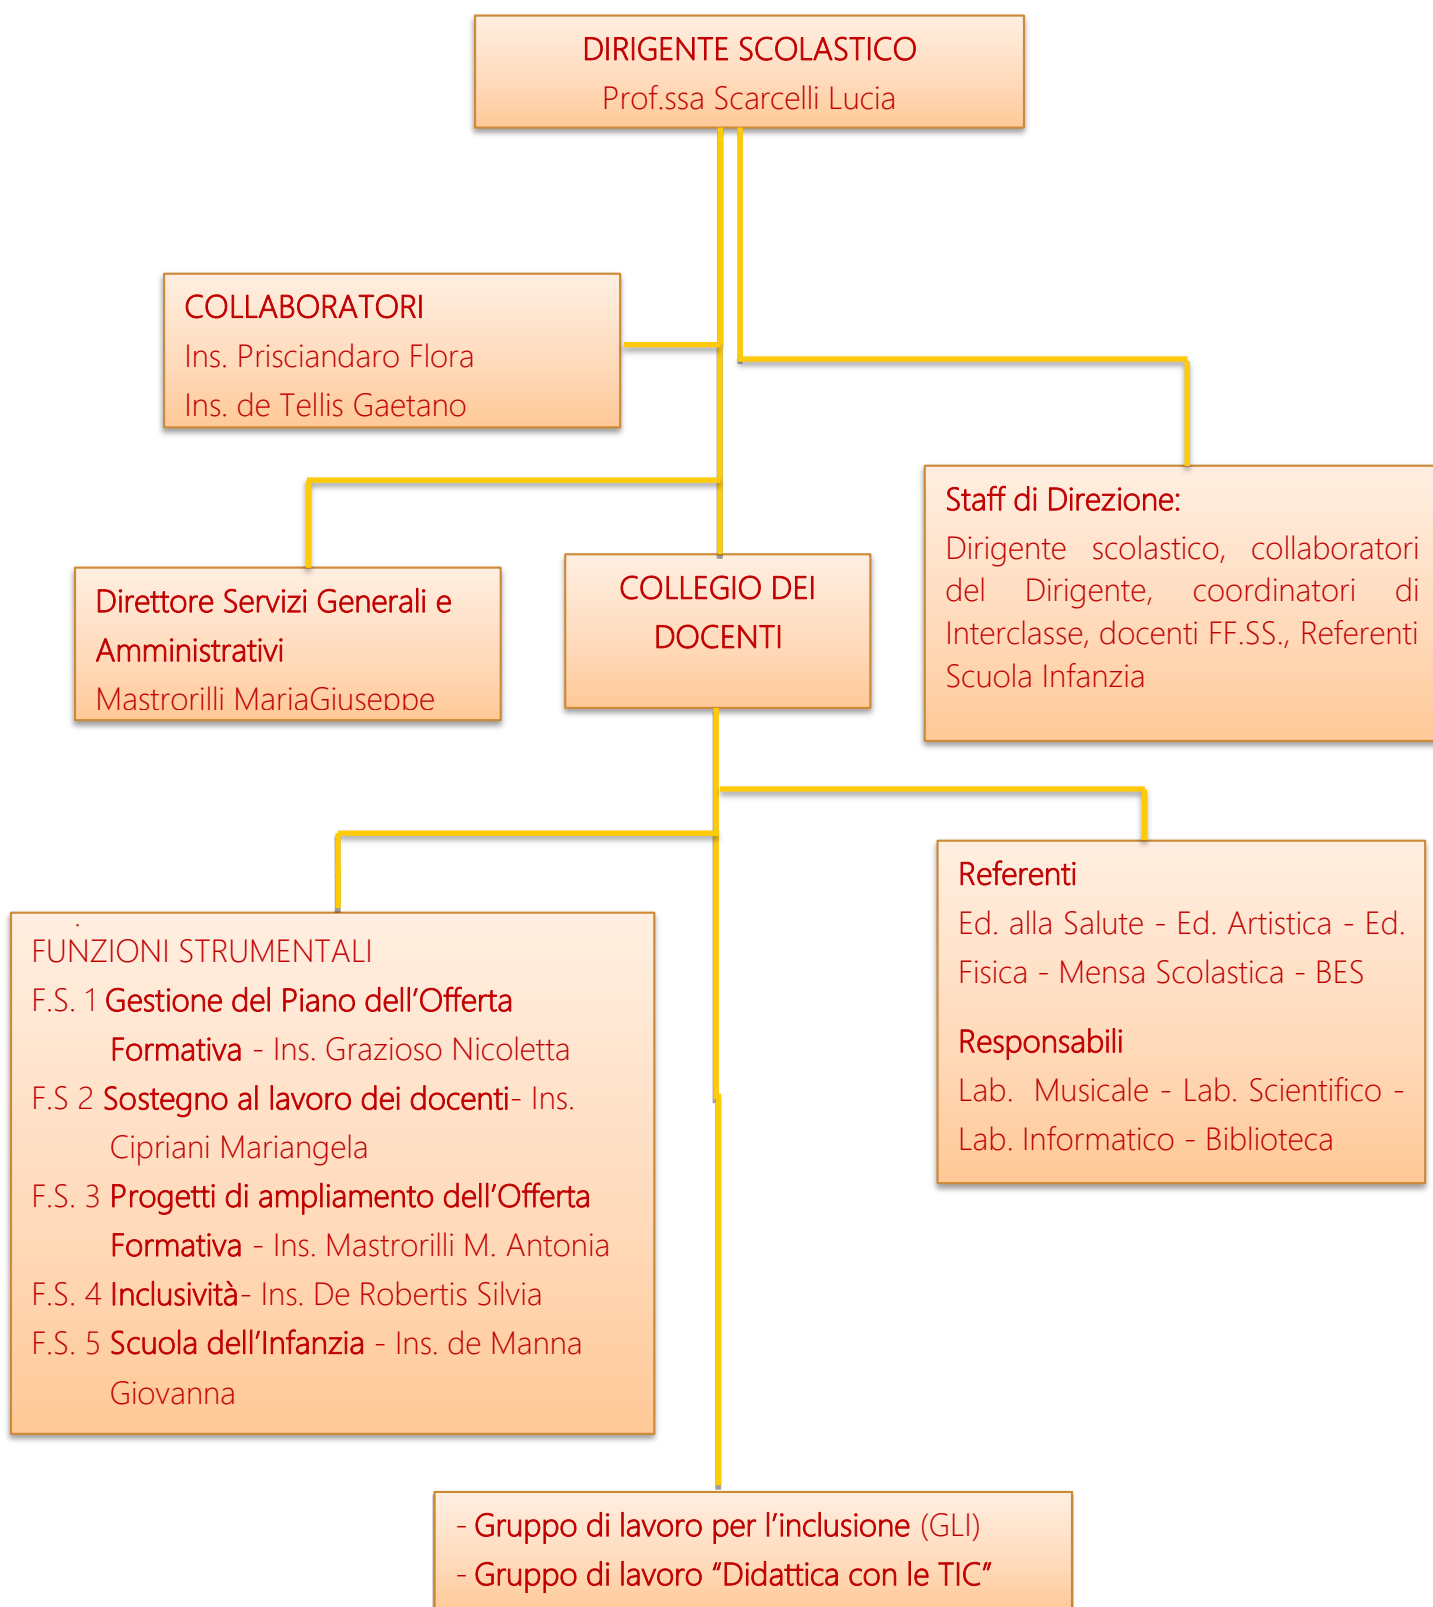 DIRIGENTE SCOLASTICO
Prof.ssa Scarcelli Lucia
COLLABORATORI
Ins. Prisciandaro Flora
Ins. de Tellis Gaetano
Staff di Direzione:
Dirigente scolastico, collaboratori
del Dirigente, coordinatori di
Interclasse, docenti FF.SS., Referenti
Scuola Infanzia
Direttore Servizi Generali e
Amministrativi
Mastrorilli MariaGiuseppe
COLLEGIO DEI
DOCENTI
Referenti
Ed. alla Salute - Ed. Artistica - Ed.
Fisica - Mensa Scolastica - BES
Responsabili
Lab. Musicale - Lab. Scientifico -
Lab. Informatico - Biblioteca
FUNZIONI STRUMENTALI
F.S. 1 Gestione del Piano dell’Offerta
Formativa - Ins. Grazioso Nicoletta
F.S 2 Sostegno al lavoro dei docenti- Ins.
Cipriani Mariangela
F.S. 3 Progetti di ampliamento dell’Offerta
Formativa - Ins. Mastrorilli M. Antonia
F.S. 4 Inclusività- Ins. De Robertis Silvia
F.S. 5 Scuola dell’Infanzia - Ins. de Manna
Giovanna
- Gruppo di lavoro per l’inclusione (GLI)
- Gruppo di lavoro “Didattica con le TIC”